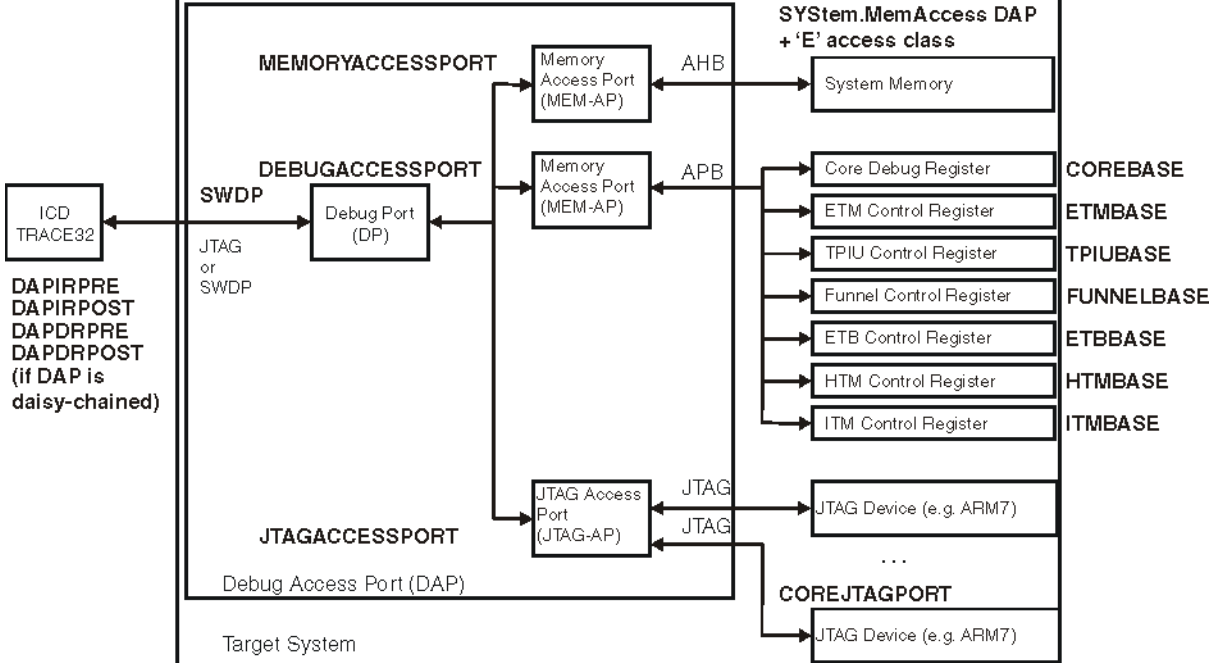 SYStem.MemAccess DAP
+ 'E' access class
MEMORYACCESSPORT
Memory
Access Port
(MEM-AP)
AHB
System Memory
DEBUGACCESSPORT
Memory
Access Port
(MEM-AP)
APB
Core Debug Register
COREBASE
ICD
TRACE32
SWDP
JTAG
or
SWDP
Debug Port
(DP)
ETM Control Register
ETMBASE
TPIU Control Register
TPIUBASE
Funnel Control Register
FUNNELBASE
ETB Control Register
ETBBASE
HTM Control Register
HTMBASE
ITM Control Register
ITMBASE
DAPIRPRE
DAPIRPOST
DAPDRPRE
DAPDRPOST
(if DAP is
daisy-chained)
JTAGACCESSPORT
JTAG Access
Port
(JTAG-AP)
JTAG
JTAG
JTAG Device (e.g. ARM7)
...
Debug Access Port (DAP)
COREJTAGPORT
JTAG Device (e.g. ARM7)
Target System